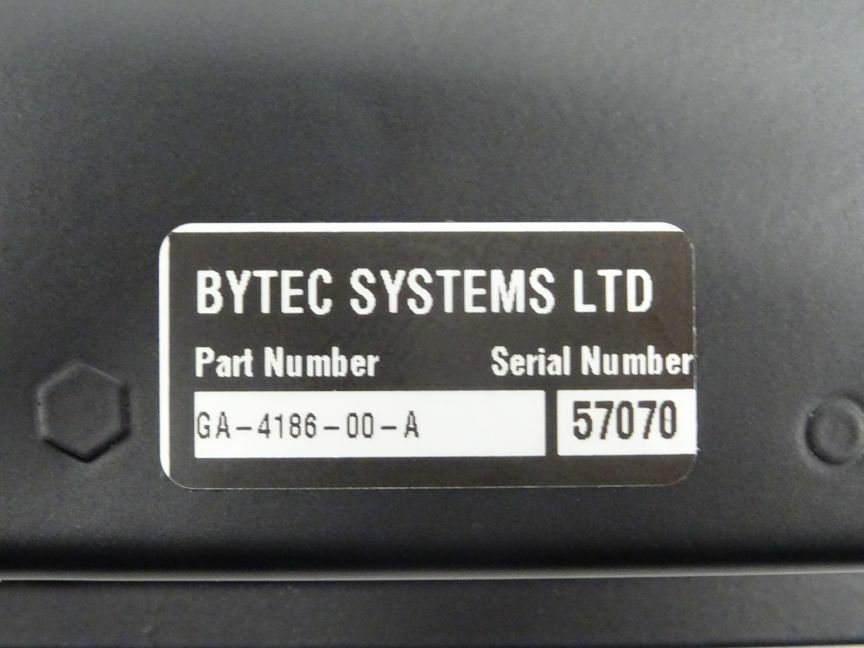 BYTEC SYSTEMS LTD
Part Number Serial Number
GA-4186-00-A 57070